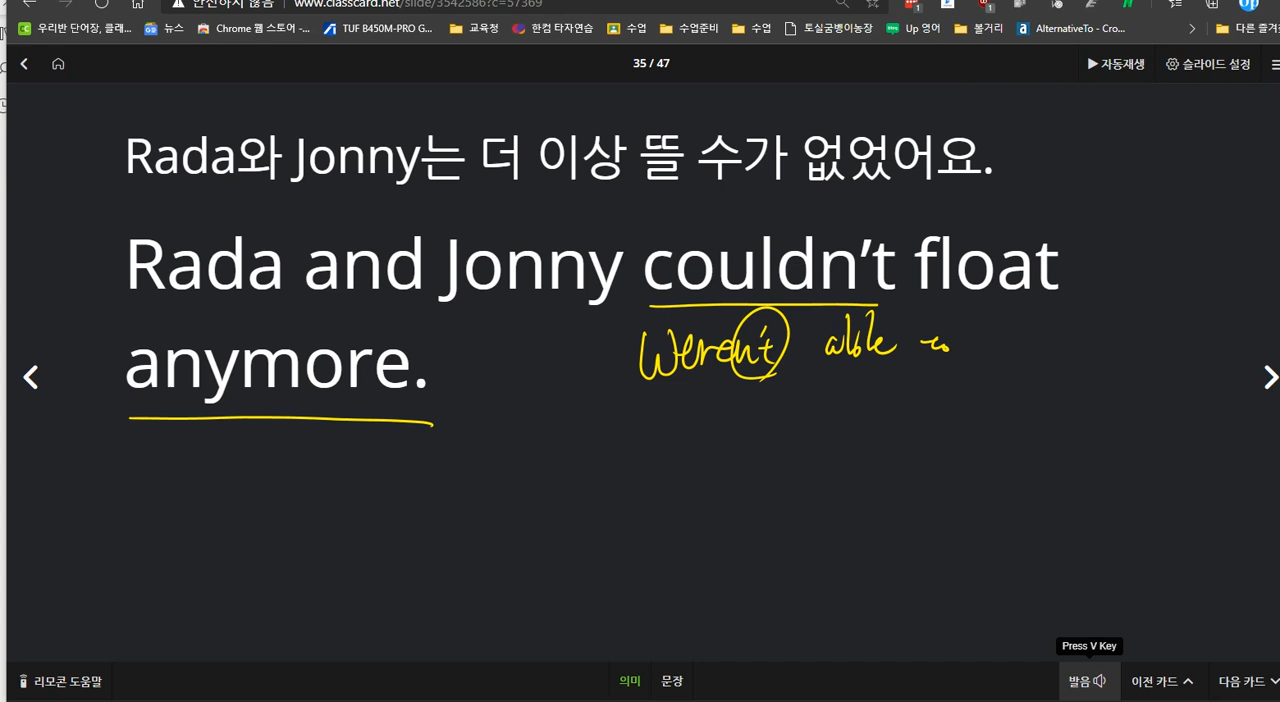 www.classcard.net/slide/3542586?c=57369
우리반 단어장, 클래... 뉴스 Chrome 웹 스토어 -... TUF B450M-PRO G... 교육청 한컴 타자연습 수업 수업준비 수업 토실궁벵이농장 Up 영어 볼거리 AlternativeTo - Cro... 다른 즐겨
35 / 47 자동재생 슬라이드 설정
Rada와 Jonny는 더 이상 뜰 수가 없었어요.
Rada and Jonny couldn’t float
weren't able to
anymore.
Press V Key
리모콘 도움말 의미 문장 발음 이전 카드 다음 카드